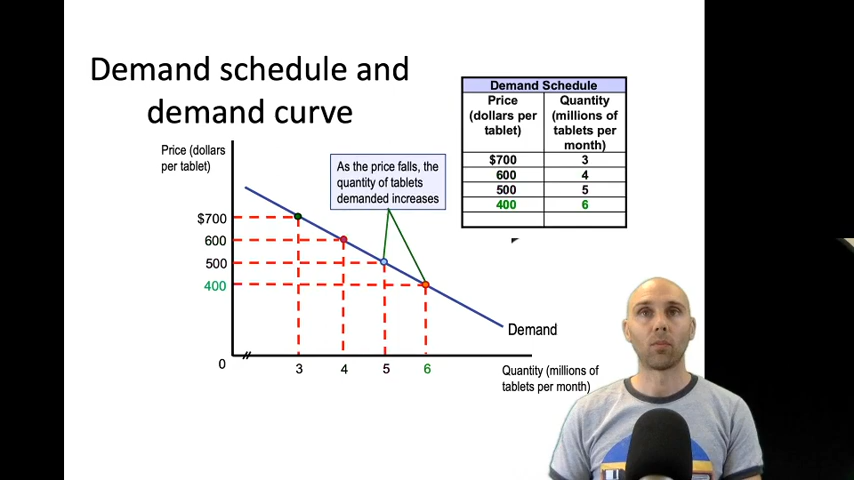 Demand schedule and
demand curve
Demand Schedule
Price
(dollars per
tablet)
Quantity
(millions of
tablets per
month)
$700 3
600 4
500 5
400 6
Price (dollars
per tablet)
As the price falls, the
quantity of tablets
demanded increases
$700
600
500
400
0
3 4 5 6
Demand
Quantity (millions of
tablets per month)